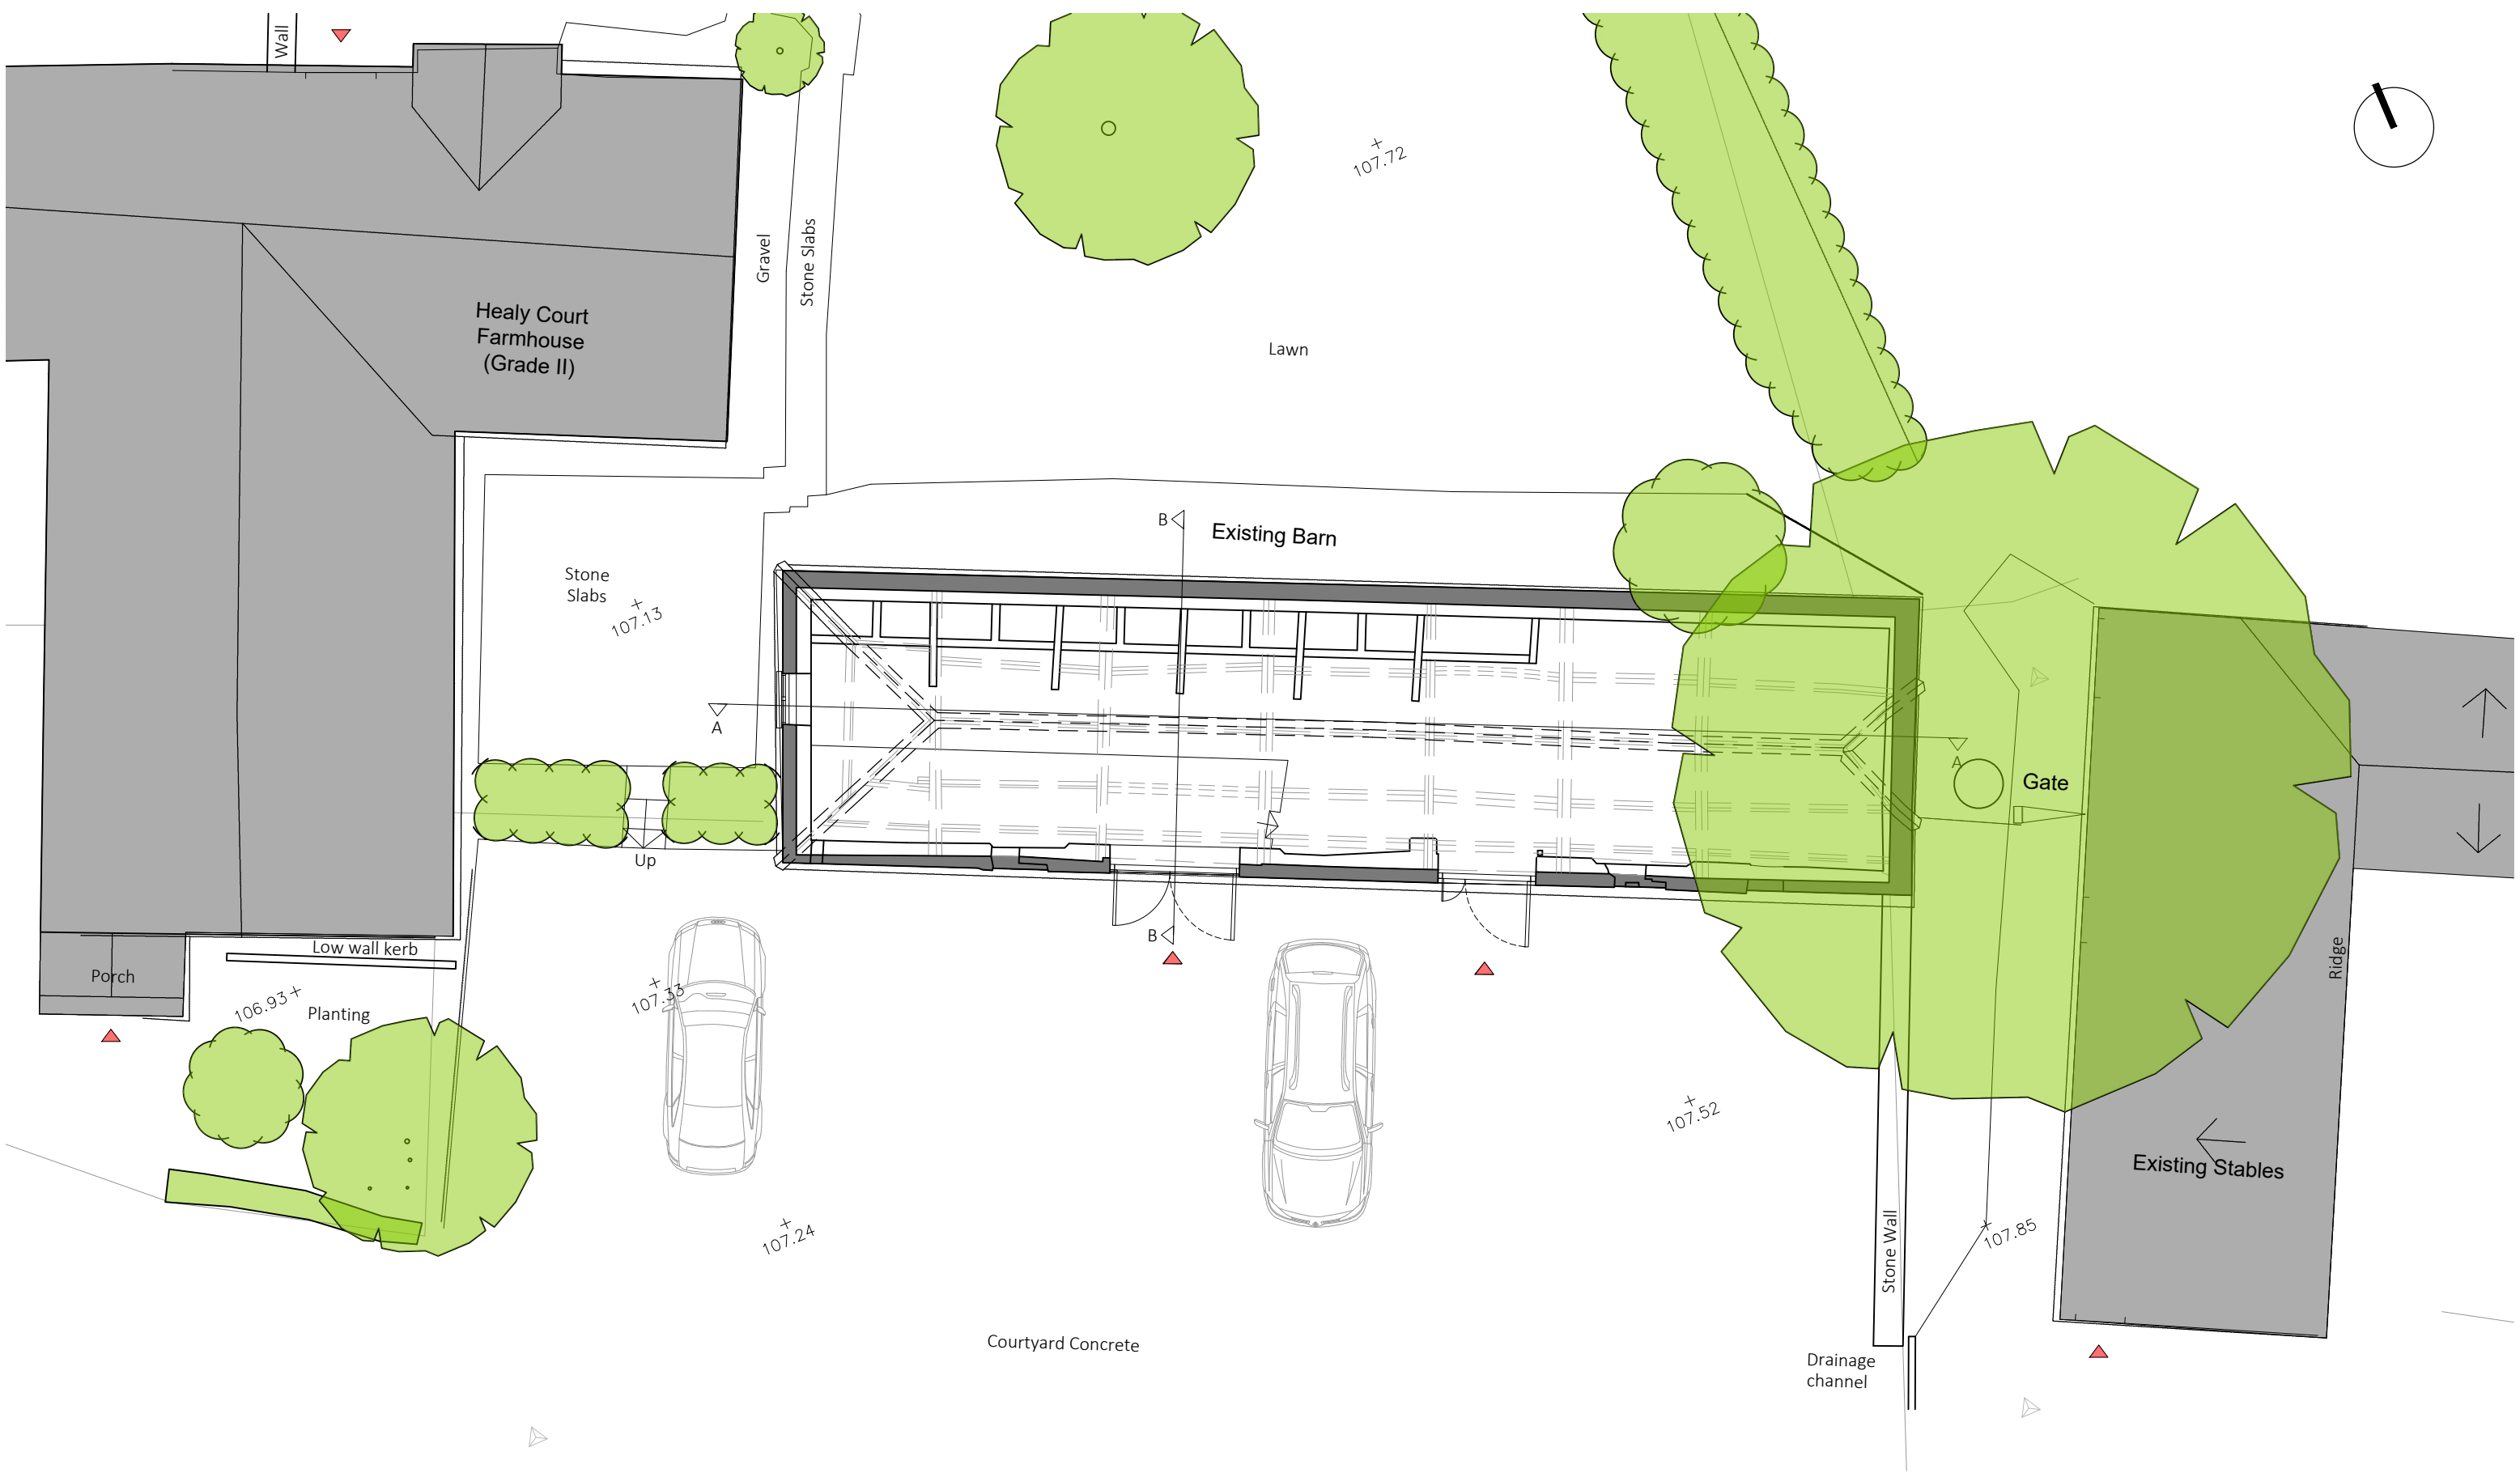 Wall
107.72
Gravel
Stone Slabs
Healy Court
Farmhouse
(Grade II)
Lawn
B
Existing Barn
Stone
Slabs
107.13
A
A
Gate
Up
B
Low wall kerb
Ridge
Porch
106.93
107.33
Planting
107.52
Existing Stables
107.24
107.85
Stone Wall
Courtyard Concrete
Drainage
channel